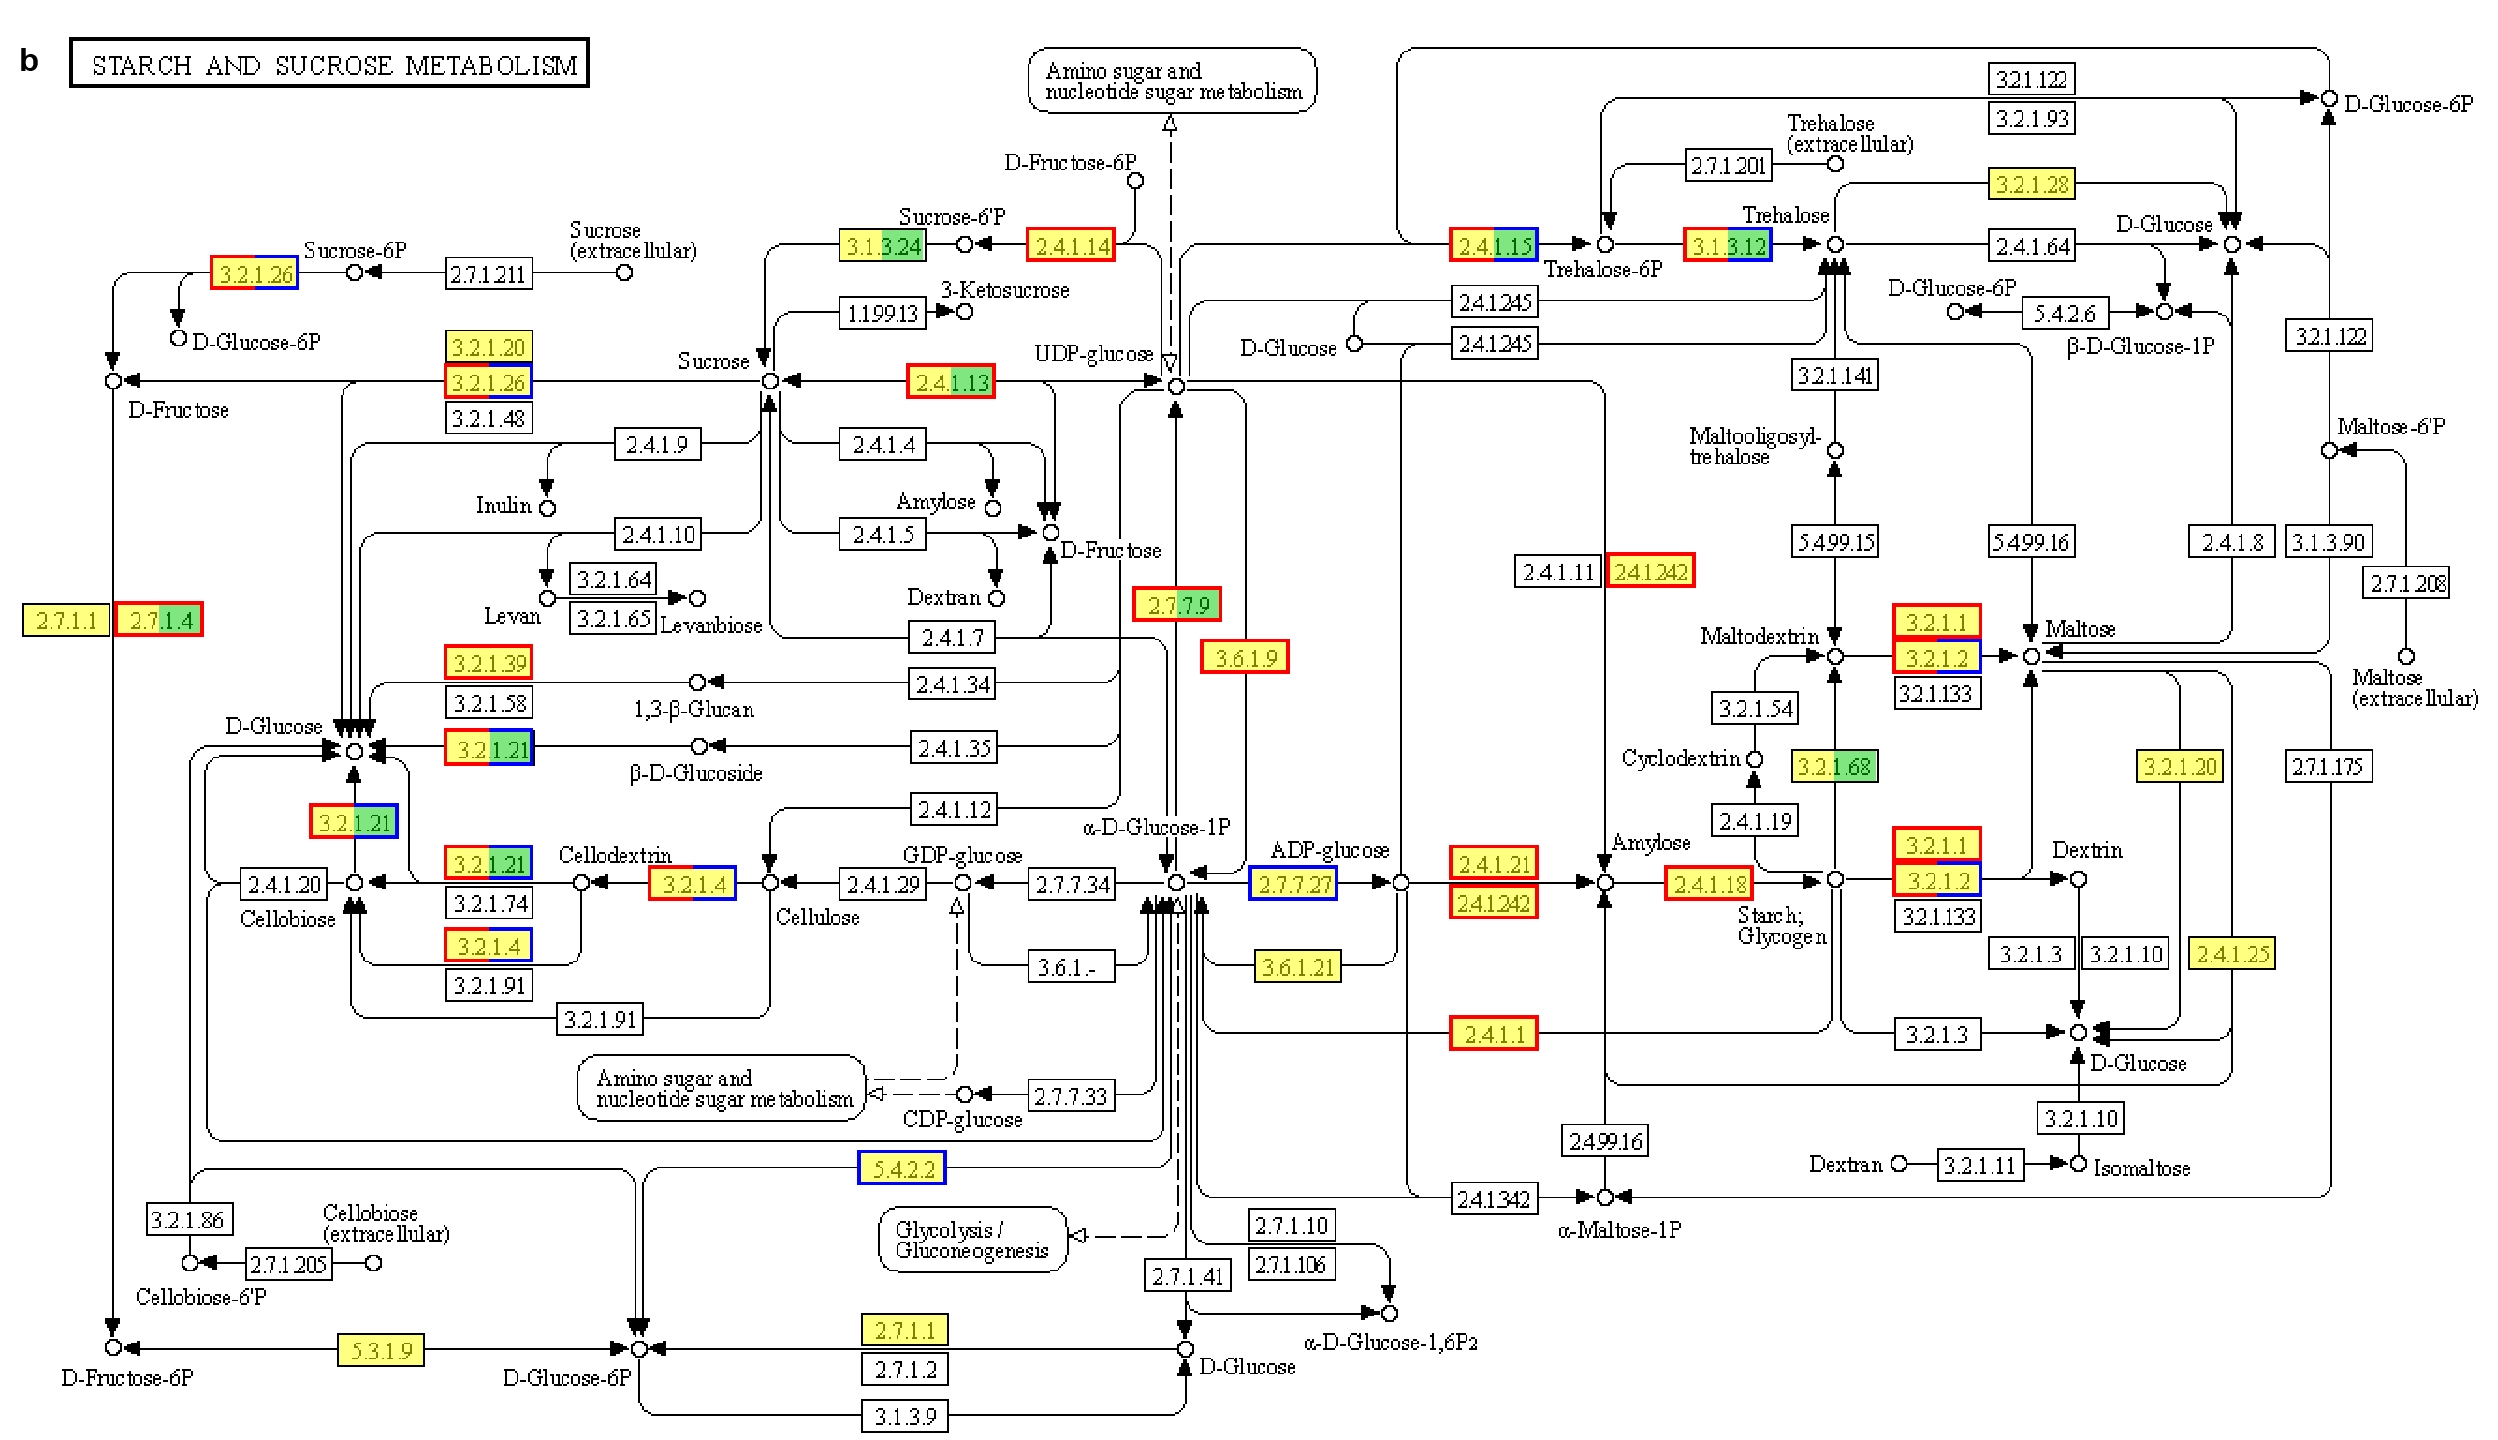 b
STARCH AND SUCROSE METABOLISM
Amino sugar and
nucleotide sugar metabolism
3.2.1.122
D-Glucose-6P
3.2.1.93
Trehalose
(extracellular)
D-Fructose-6P
2.7.1.201
3.2.1.28
Sucrose-6'P
Trehalose
D-Glucose
Sucrose
(extracellular)
Sucrose-6P
3.1.3.24
2.4.1.14
2.4.1.15
3.1.3.12
2.4.1.64
Trehalose-6P
3.2.1.26
2.7.1.211
3-Ketosucrose
D-Glucose-6P
1.1.99.13
2.4.1.245
5.4.2.6
D-Glucose-6P
3.2.1.20
Sucrose
UDP-glucose
D-Glucose
2.4.1.245
β-D-Glucose-1P
3.2.1.122
3.2.1.26
2.4.1.13
3.2.1.141
D-Fructose
3.2.1.48
2.4.1.9
2.4.1.4
Maltooligosyl-
trehalose
Maltose-6'P
Inulin
Amylose
2.4.1.10
2.4.1.5
D-Fructose
5.4.99.15
5.4.99.16
2.4.1.8
3.1.3.90
3.2.1.64
2.4.1.11
2.4.1.242
2.7.1.208
Levan
3.2.1.65
Levanbiose
Dextran
2.7.7.9
2.7.1.1
2.7.1.4
2.4.1.7
3.2.1.1
Maltodextrin
Maltose
3.2.1.39
3.6.1.9
3.2.1.2
2.4.1.34
3.2.1.133
Maltose
(extracellular)
3.2.1.58
1,3-β-Glucan
3.2.1.54
D-Glucose
3.2.1.21
2.4.1.35
Cyclodextrin
3.2.1.68
3.2.1.20
2.7.1.175
β-D-Glucoside
3.2.1.21
2.4.1.12
2.4.1.19
α-D-Glucose-1P
3.2.1.21
Cellodextrin
GDP-glucose
ADP-glucose
2.4.1.21
Amylose
3.2.1.1
Dextrin
2.4.1.20
3.2.1.4
2.4.1.29
2.7.7.34
2.7.7.27
2.4.1.18
3.2.1.2
Cellobiose
3.2.1.74
Cellulose
2.4.1.242
Starch;
Glycogen
3.2.1.133
3.2.1.4
3.6.1.-
3.6.1.21
3.2.1.3
3.2.1.10
2.4.1.25
3.2.1.91
3.2.1.91
2.4.1.1
3.2.1.3
D-Glucose
Amino sugar and
nucleotide sugar metabolism
2.7.7.33
CDP-glucose
3.2.1.10
2.4.99.16
5.4.2.2
Dextran
3.2.1.11
Isomaltose
2.4.1.342
3.2.1.86
Cellobiose
(extracellular)
Glycolysis /
Gluconeogenesis
2.7.1.10
α-Maltose-1P
2.7.1.205
2.7.1.41
2.7.1.106
Cellobiose-6'P
2.7.1.1
5.3.1.9
α-D-Glucose-1,6P2
D-Fructose-6P
D-Glucose-6P
2.7.1.2
D-Glucose
3.1.3.9